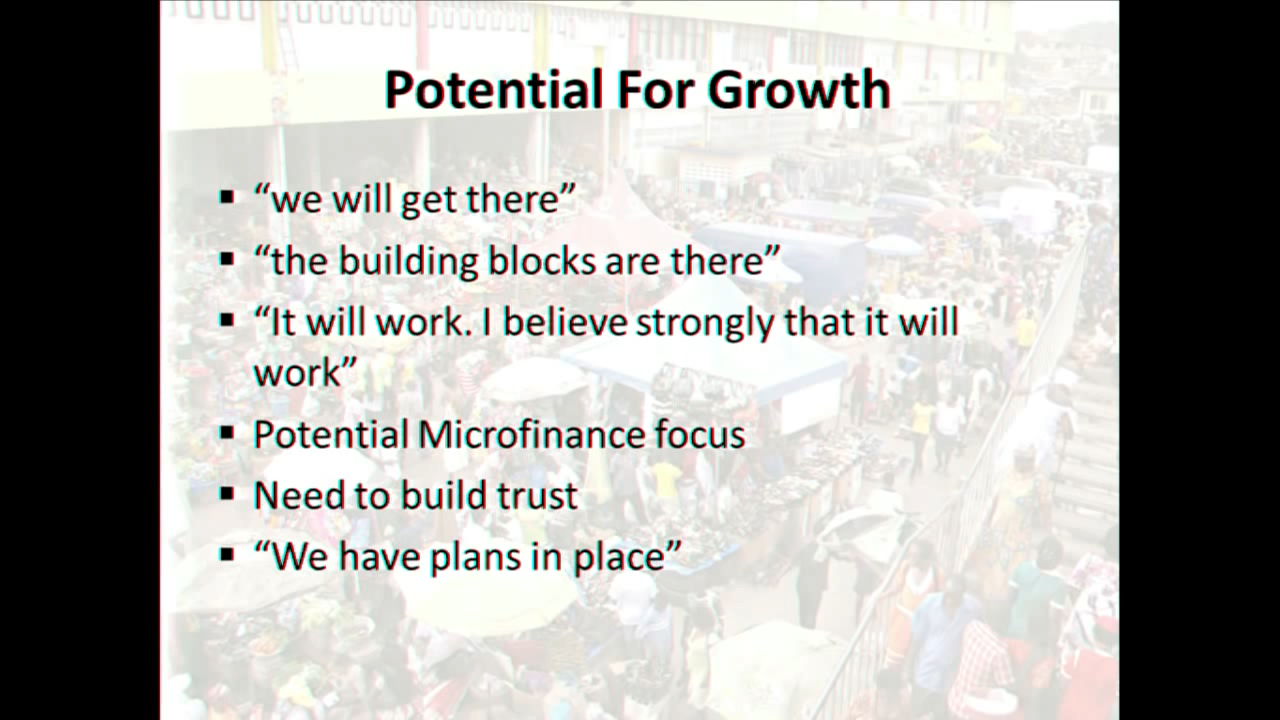 Potential For Growth
▪ “we will get there”
▪ “the building blocks are there”
▪ “It will work. I believe strongly that it will
work”
▪ Potential Microfinance focus
▪ Need to build trust
▪ “We have plans in place”